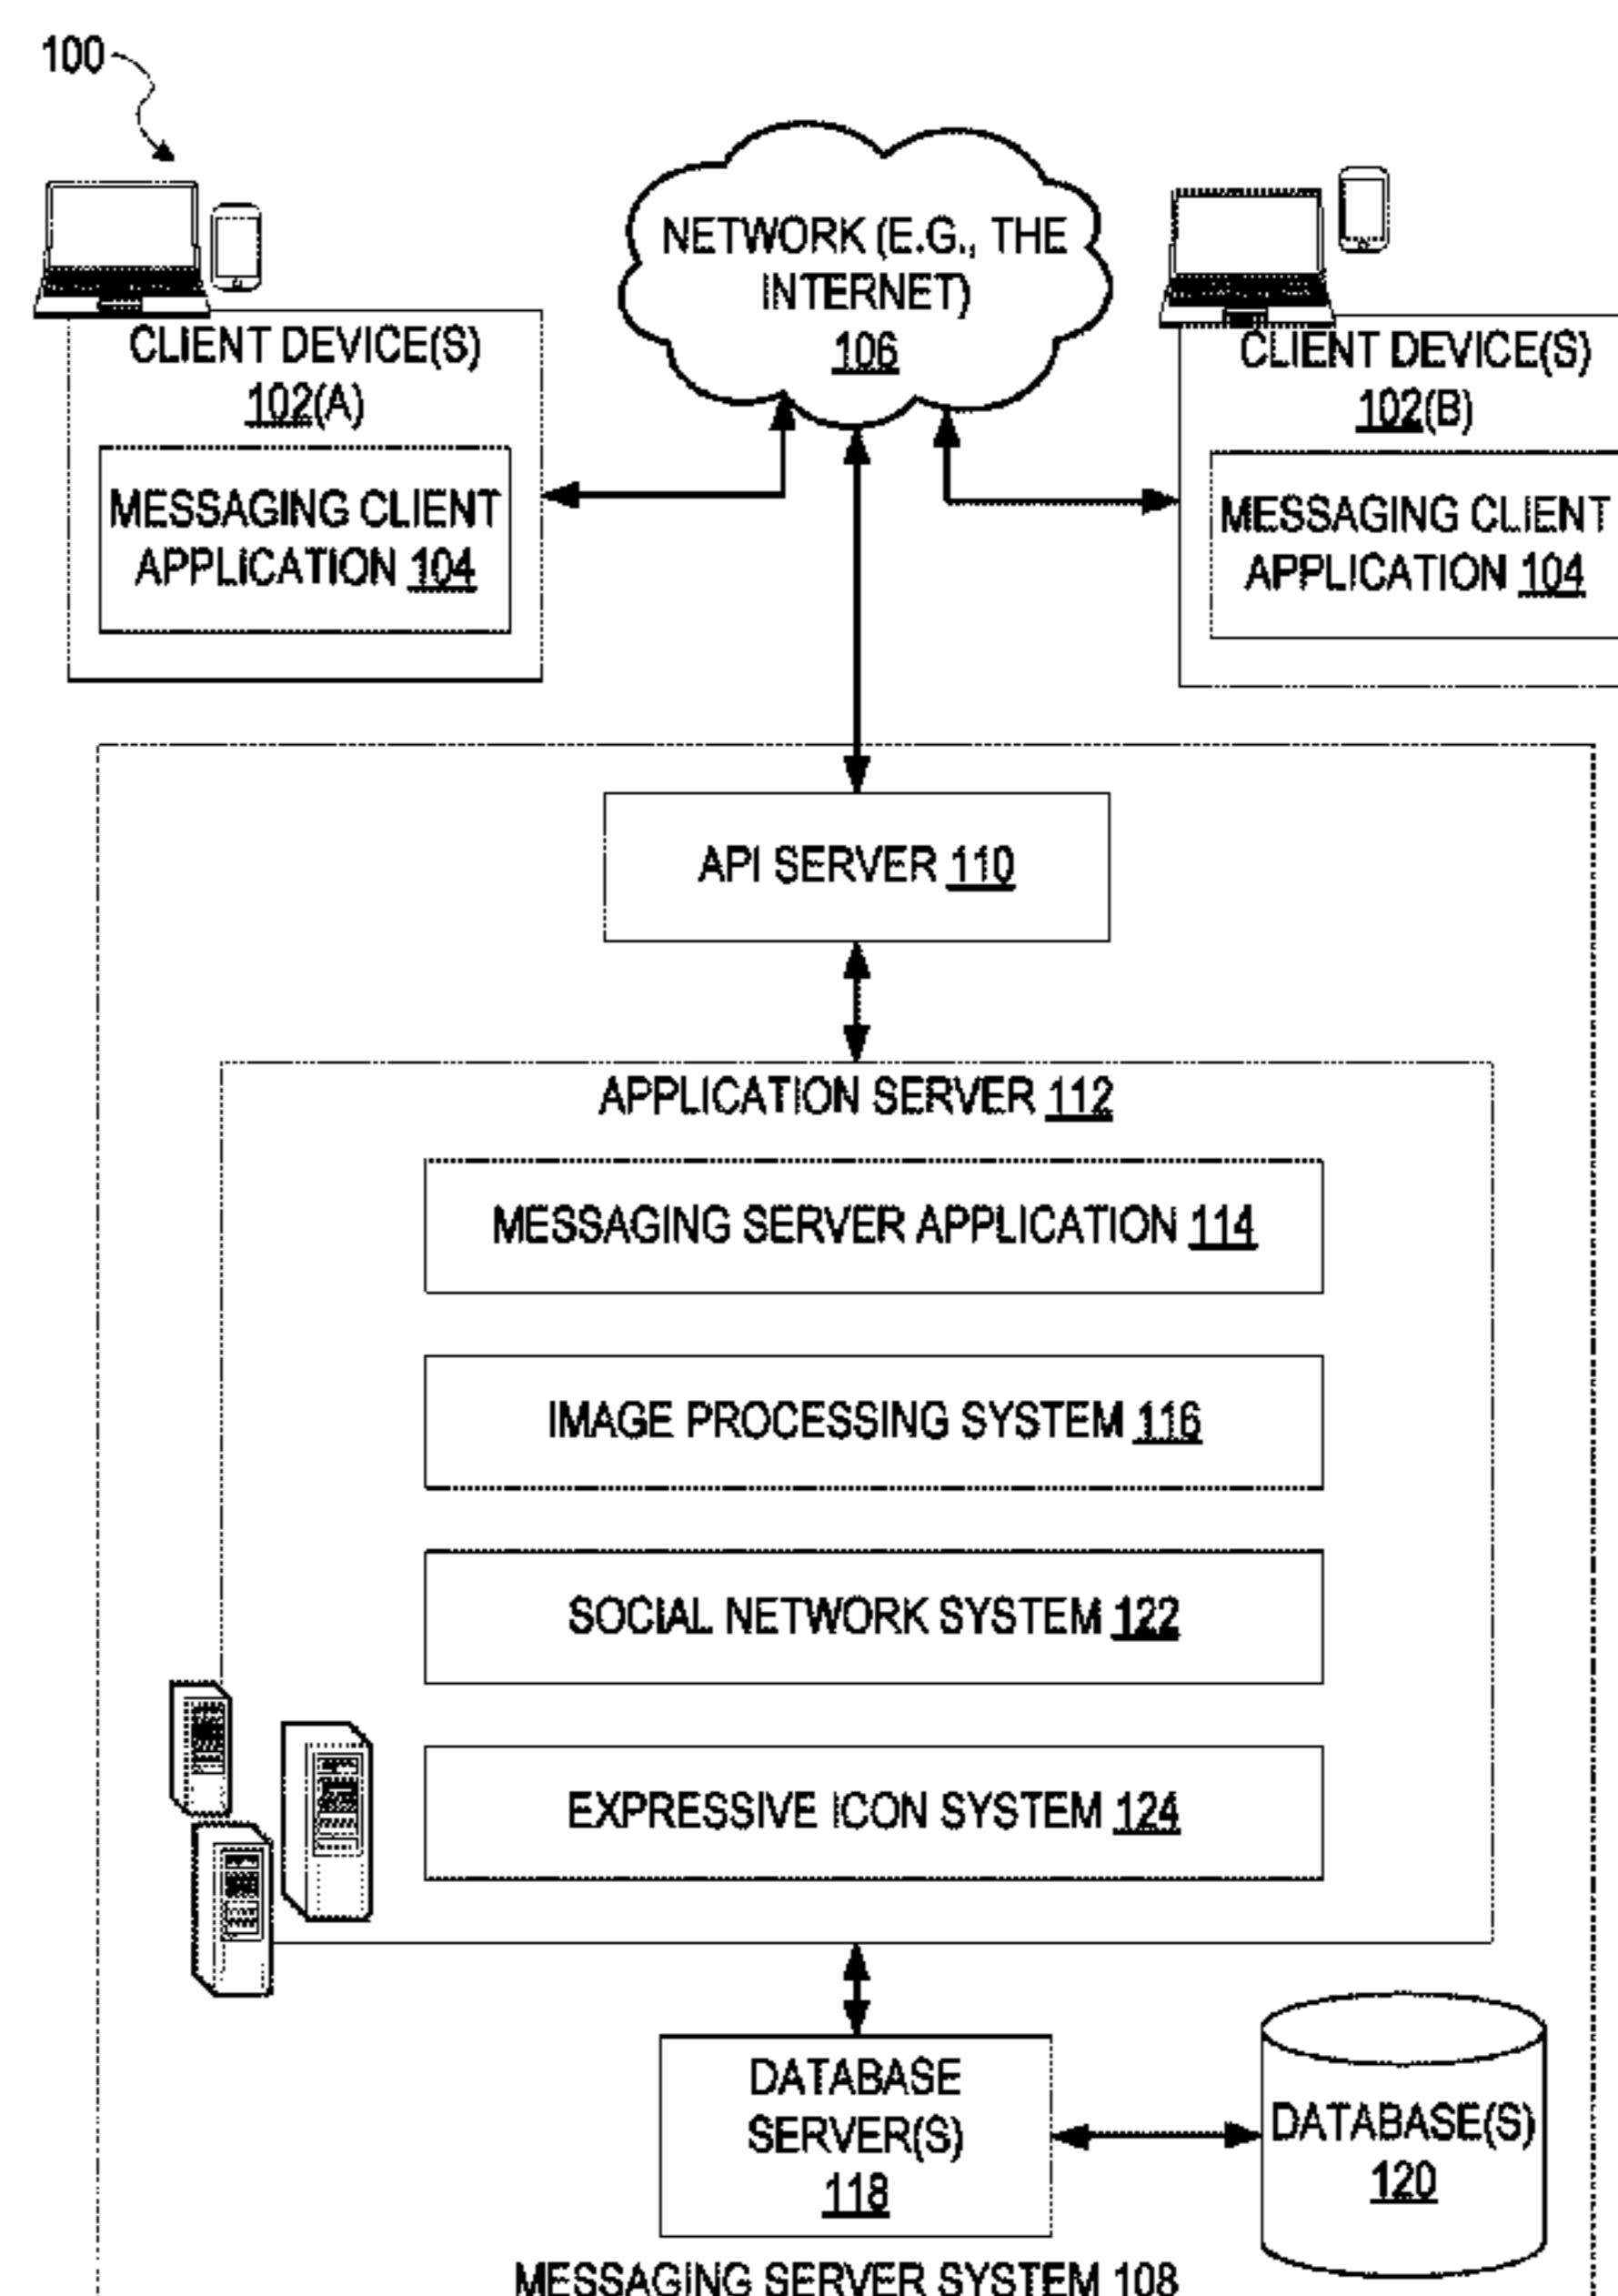 100
NETWORK (E.G., THE
INTERNET)
106
CLIENT DEVICE(S)
102(A)
MESSAGING CLIENT
APPLICATION 104
CLIENT DEVICE(S)
102(B)
MESSAGING CLIENT
APPLICATION 104
API SERVER 110
APPLICATION SERVER 112
MESSAGING SERVER APPLICATION 114
IMAGE PROCESSING SYSTEM 116
SOCIAL NETWORK SYSTEM 122
EXPRESSIVE ICON SYSTEM 124
DATABASE
SERVER(S)
118
DATABASE(S)
120
MESSAGING SERVER SYSTEM 108